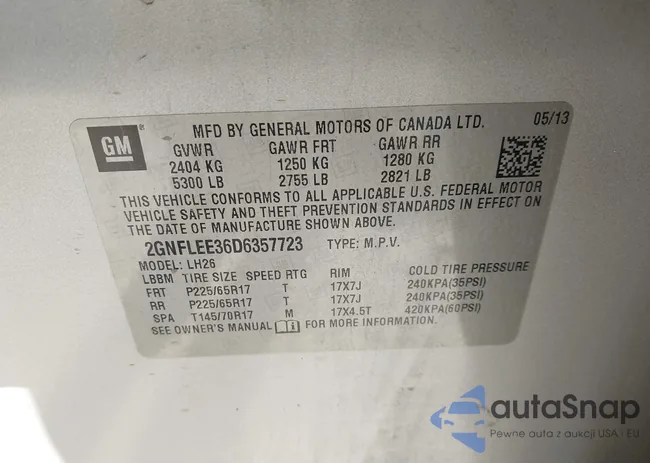 GM
MFD BY GENERAL MOTORS OF CANADA LTD. 05/13
GVWR GAWR FRT GAWR RR
2404 KG 1250 KG 1280 KG
5300 LB 2755 LB 2821 LB
THIS VEHICLE CONFORMS TO ALL APPLICABLE U.S. FEDERAL MOTOR
VEHICLE SAFETY AND THEFT PREVENTION STANDARDS IN EFFECT ON
THE DATE OF MANUFACTURE SHOWN ABOVE.
2GNFLEE36D6357723 TYPE: M.P.V.
MODEL: LH26
LBBM TIRE SIZE SPEED RTG RIM COLD TIRE PRESSURE
FRT P225/65R17 T 17X7J 240KPA(35PSI)
RR P225/65R17 T 17X7J 240KPA(35PSI)
SPA T145/70R17 M 17X4.5T 420KPA(60PSI)
SEE OWNER'S MANUAL FOR MORE INFORMATION.
autoSnap
Pewne auta z aukcji USA i EU